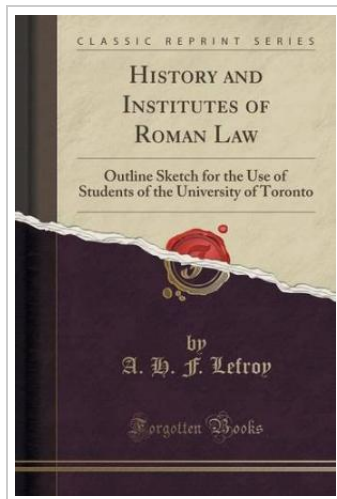 CLASSIC REPRINT SERIES
HISTORY AND
INSTITUTES OF
ROMAN LAW
Outline Sketch for the Use of
Students of the University of Toronto
by
A. H. F. Lefroy
Forgotten Books